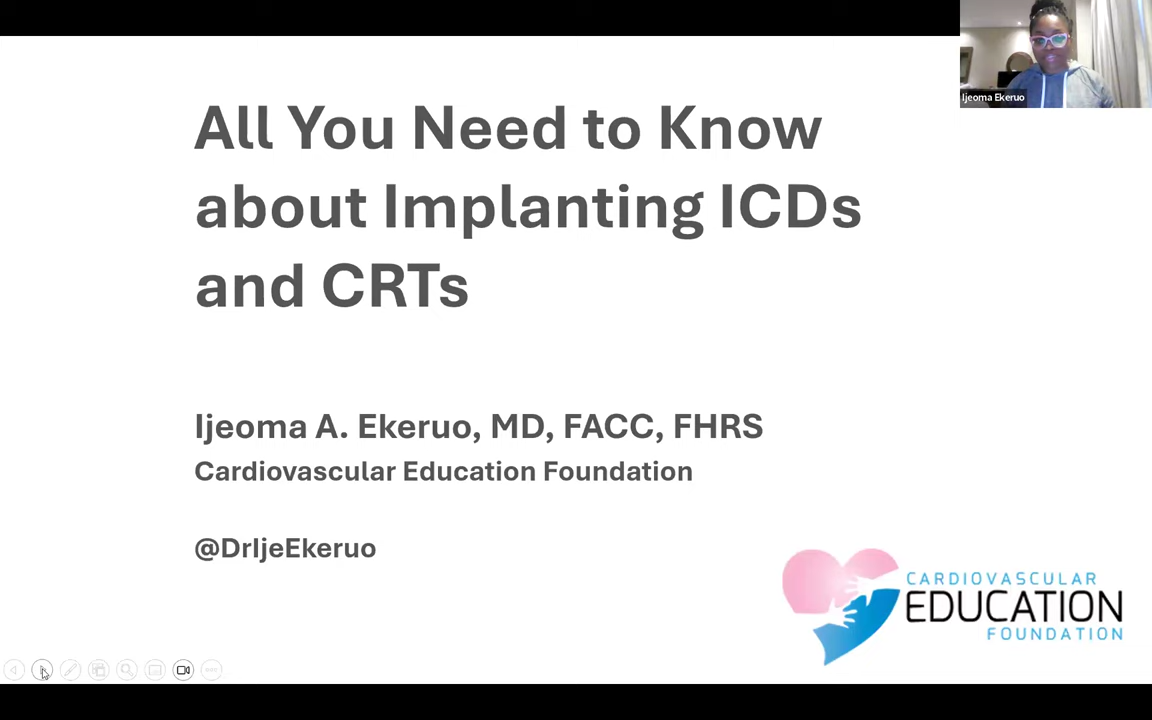 Ijeoma Ekeruo
All You Need to Know
about Implanting ICDs
and CRTs
Ijeoma A. Ekeruo, MD, FACC, FHRS
Cardiovascular Education Foundation
@DrIjeEkeruo
CARDIOVASCULAR
EDUCATION
FOUNDATION